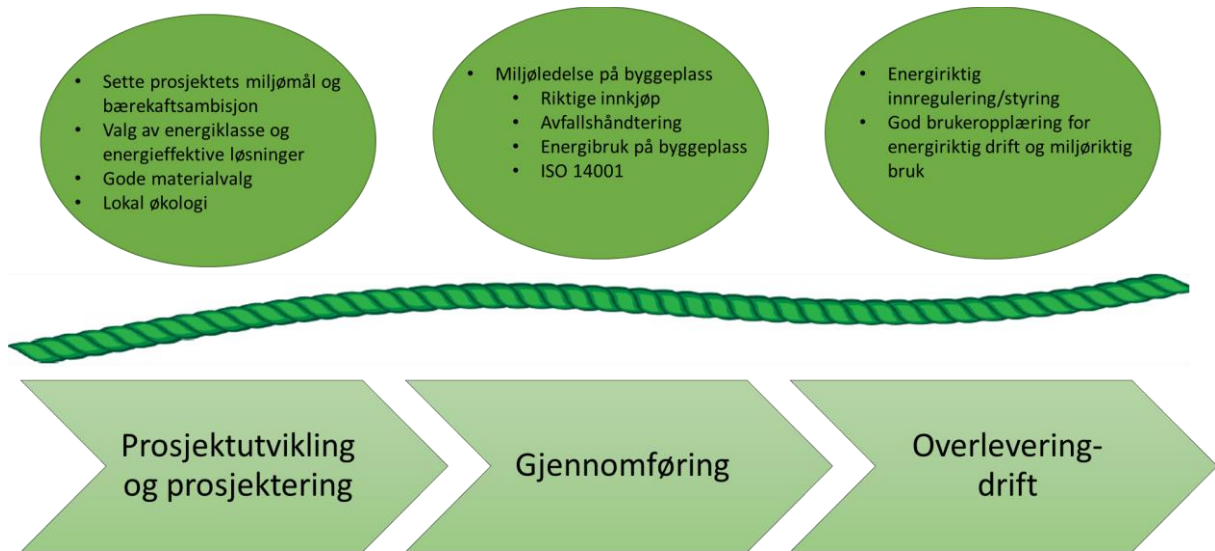 • Sette prosjektets miljømål og
bærekaftsambisjon
• Valg av energiklasse og
energieffektive løsninger
• Gode materialvalg
• Lokal økologi
• Miljøledelse på byggeplass
• Riktige innkjøp
• Avfallshåndtering
• Energibruk på byggeplass
• ISO 14001
• Energiriktig
innregulering/styring
• God brukeropplæring for
energiriktig drift og miljøriktig
bruk
Prosjektutvikling
og prosjektering
Gjennomføring
Overlevering-
drift